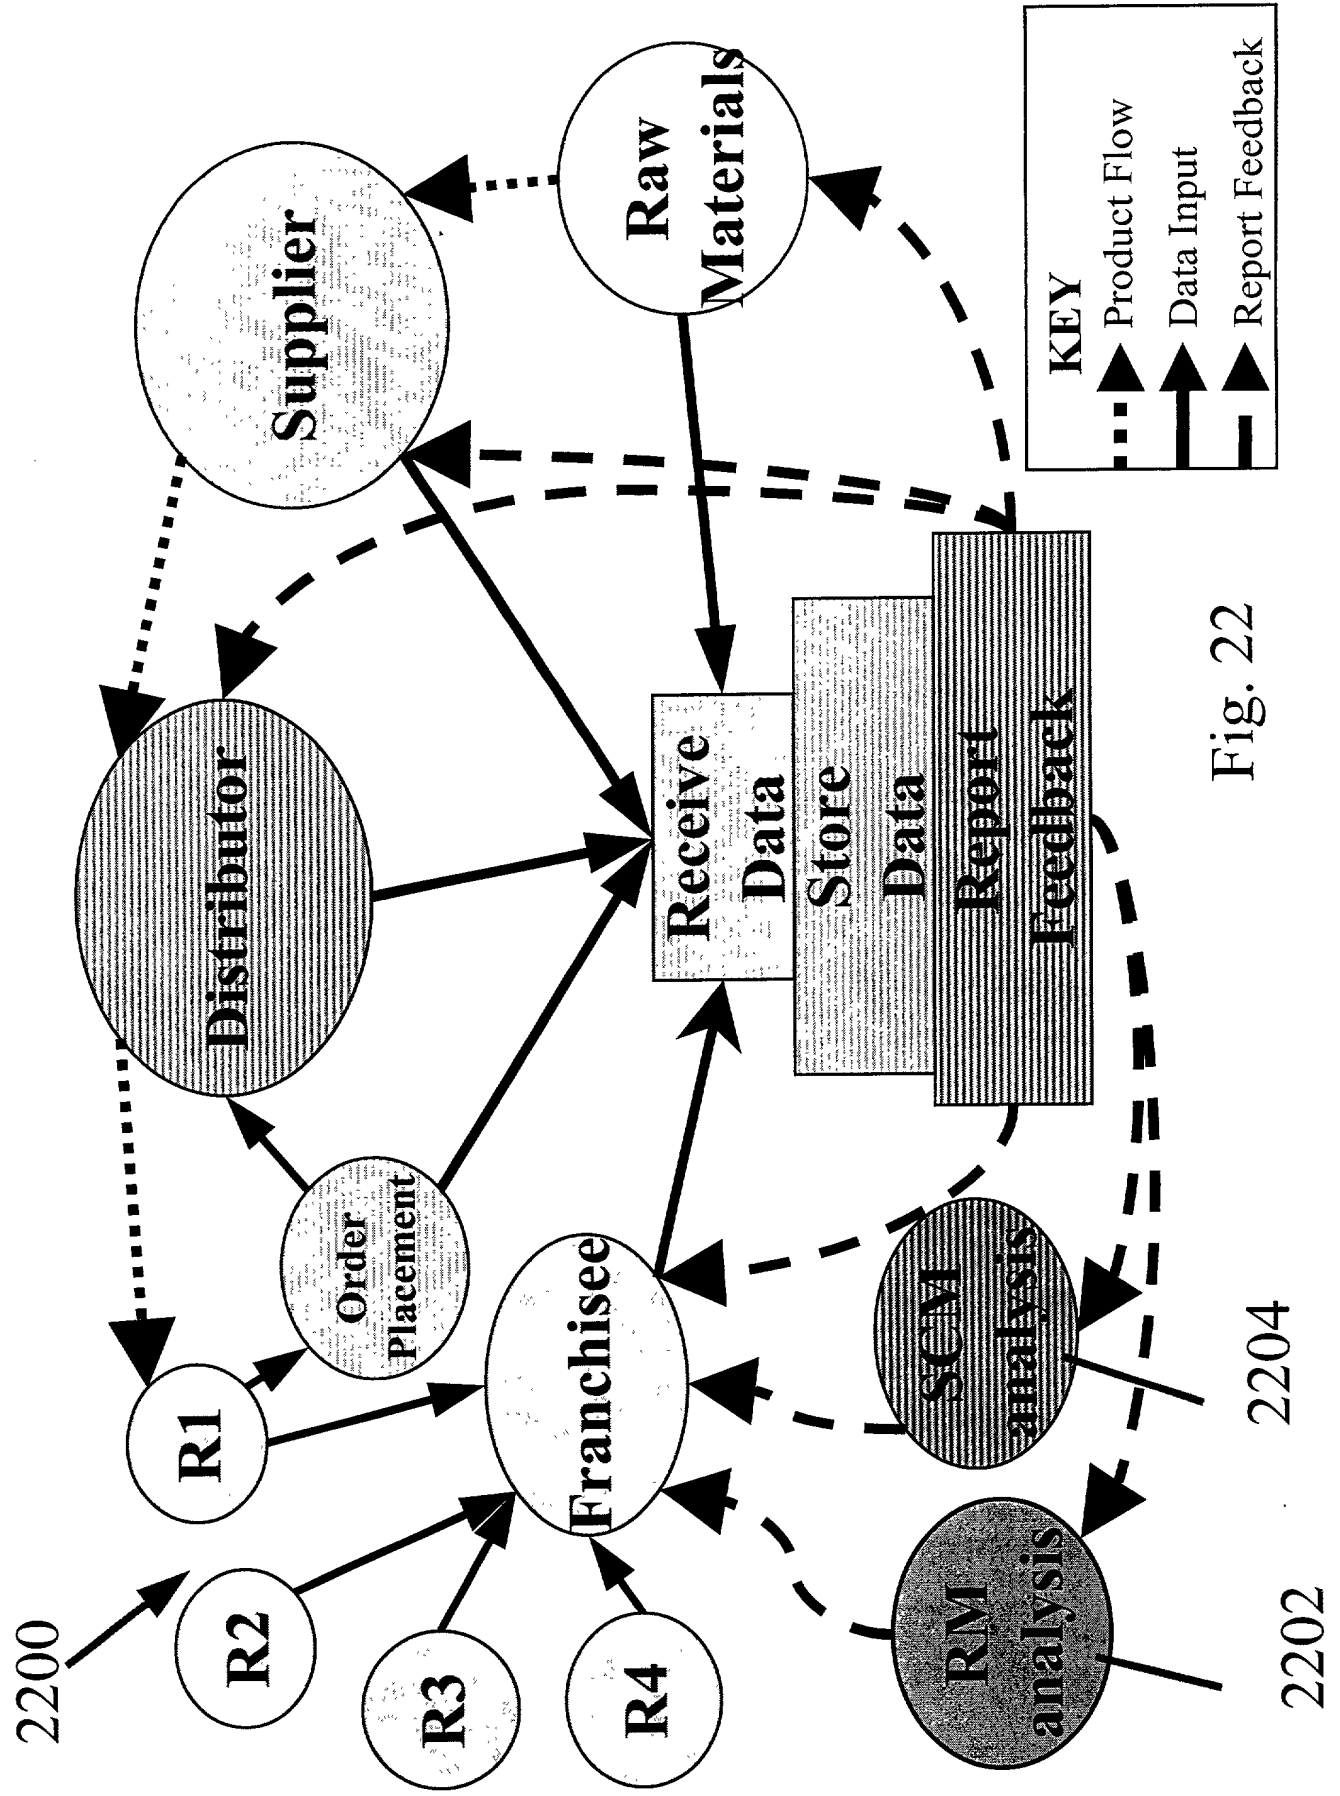 2200
R1
R2
R3
R4
Order
Placement
Distributor
Supplier
Raw
Materials
Franchisee
Receive
Data
Store
Data
Report
Feedback
SCM
analysis
RM
analysis
2202
2204
KEY
Product Flow
Data Input
Report Feedback
Fig. 22